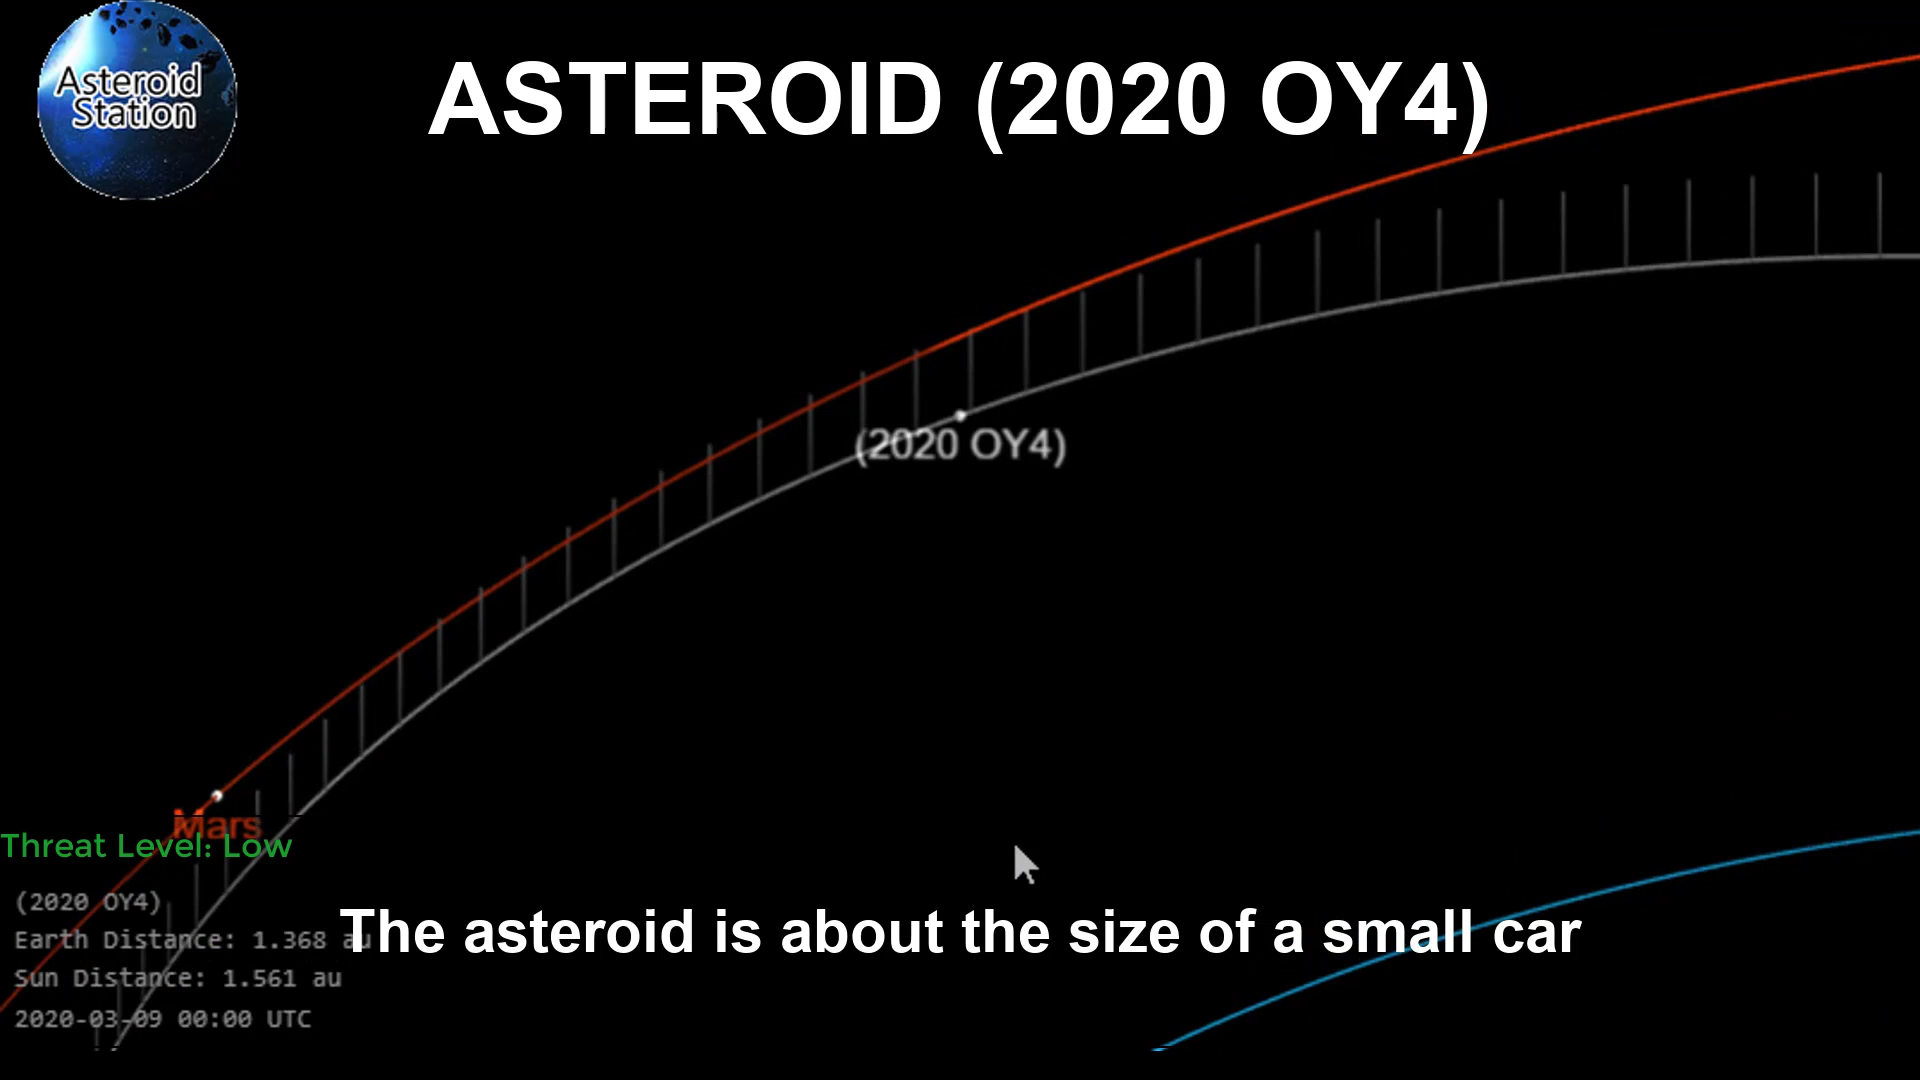 Asteroid
Station
ASTEROID (2020 OY4)
(2020 OY4)
Mars
Threat Level: Low
(2020 OY4)
Earth Distance: 1.368 au
Sun Distance: 1.561 au
2020-03-09 00:00 UTC
The asteroid is about the size of a small car